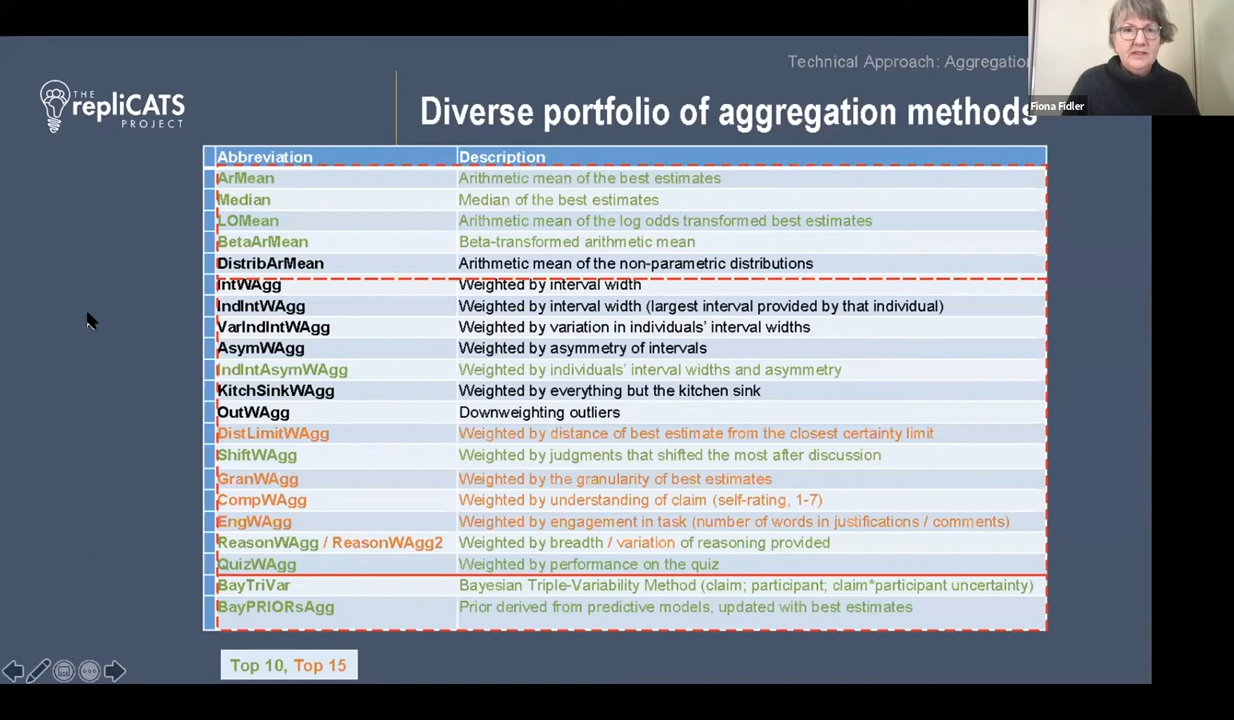 Technical Approach: Aggregation
THE
repliCATS
PROJECT
Diverse portfolio of aggregation methods
Fiona Fidler
Abbreviation Description
ArMean Arithmetic mean of the best estimates
Median Median of the best estimates
LOMean Arithmetic mean of the log odds transformed best estimates
BetaArMean Beta-transformed arithmetic mean
DistribArMean Arithmetic mean of the non-parametric distributions
IntWAgg Weighted by interval width
IndIntWAgg Weighted by interval width (largest interval provided by that individual)
VarIndIntWAgg Weighted by variation in individuals' interval widths
AsymWAgg Weighted by asymmetry of intervals
IndIntAsymWAgg Weighted by individuals' interval widths and asymmetry
KitchSinkWAgg Weighted by everything but the kitchen sink
OutWAgg Downweighting outliers
DistLimitWAgg Weighted by distance of best estimate from the closest certainty limit
ShiftWAgg Weighted by judgments that shifted the most after discussion
GranWAgg Weighted by the granularity of best estimates
CompWAgg Weighted by understanding of claim (self-rating, 1-7)
EngWAgg Weighted by engagement in task (number of words in justifications / comments)
ReasonWAgg / ReasonWAgg2 Weighted by breadth / variation of reasoning provided
QuizWAgg Weighted by performance on the quiz
BayTriVar Bayesian Triple-Variability Method (claim; participant; claim*participant uncertainty)
BayPRIORsAgg Prior derived from predictive models, updated with best estimates
Top 10, Top 15